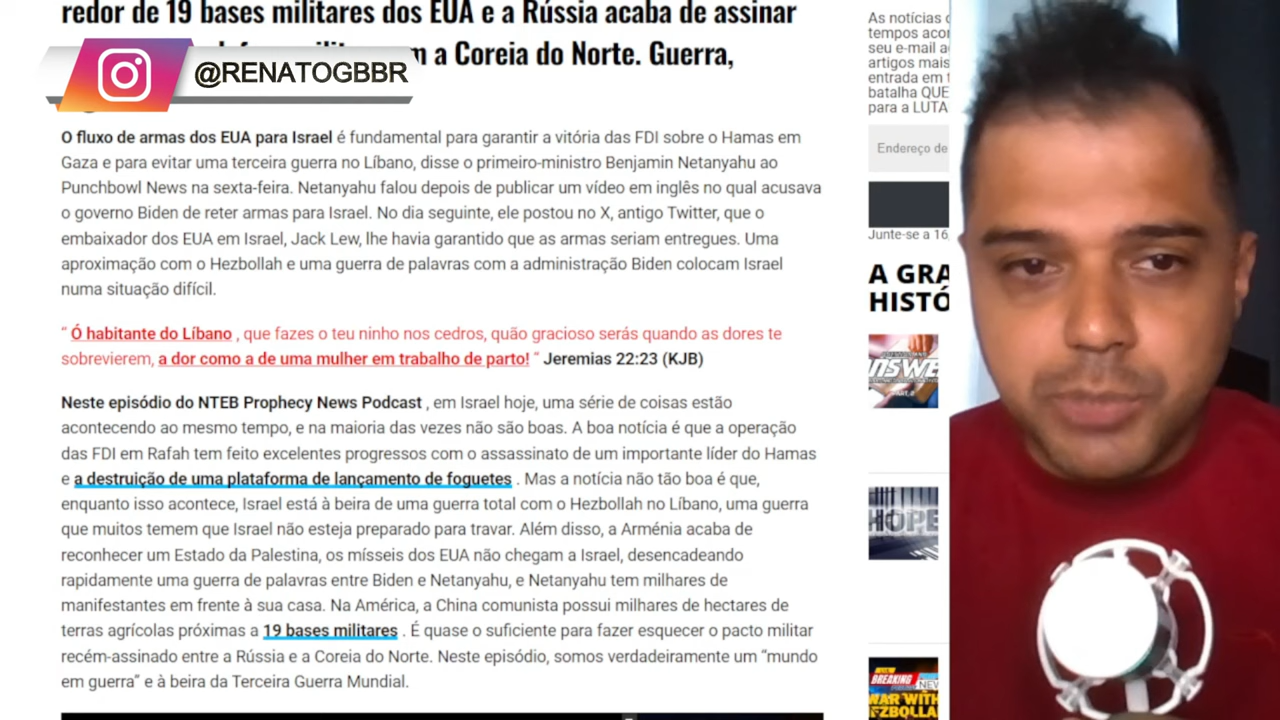 redor de 19 bases militares dos EUA e a Rússia acaba de assinar
a Coreia do Norte. Guerra,
@RENATOGBBR
O fluxo de armas dos EUA para Israel é fundamental para garantir a vitória das FDI sobre o Hamas em
Gaza e para evitar uma terceira guerra no Líbano, disse o primeiro-ministro Benjamin Netanyahu ao
Punchbowl News na sexta-feira. Netanyahu falou depois de publicar um vídeo em inglês no qual acusava
o governo Biden de reter armas para Israel. No dia seguinte, ele postou no X, antigo Twitter, que o
embaixador dos EUA em Israel, Jack Lew, lhe havia garantido que as armas seriam entregues. Uma
aproximação com o Hezbollah e uma guerra de palavras com a administração Biden colocam Israel
numa situação difícil.
“ Ó habitante do Líbano , que fazes o teu ninho nos cedros, quão gracioso serás quando as dores te
sobrevierem, a dor como a de uma mulher em trabalho de parto! “ Jeremias 22:23 (KJB)
Neste episódio do NTEB Prophecy News Podcast , em Israel hoje, uma série de coisas estão
acontecendo ao mesmo tempo, e na maioria das vezes não são boas. A boa notícia é que a operação
das FDI em Rafah tem feito excelentes progressos com o assassinato de um importante líder do Hamas
e a destruição de uma plataforma de lançamento de foguetes . Mas a notícia não tão boa é que,
enquanto isso acontece, Israel está à beira de uma guerra total com o Hezbollah no Líbano, uma guerra
que muitos temem que Israel não esteja preparado para travar. Além disso, a Arménia acaba de
reconhecer um Estado da Palestina, os mísseis dos EUA não chegam a Israel, desencadeando
rapidamente uma guerra de palavras entre Biden e Netanyahu, e Netanyahu tem milhares de
manifestantes em frente à sua casa. Na América, a China comunista possui milhares de hectares de
terras agrícolas próximas a 19 bases militares . É quase o suficiente para fazer esquecer o pacto militar
recém-assinado entre a Rússia e a Coreia do Norte. Neste episódio, somos verdadeiramente um “mundo
em guerra” e à beira da Terceira Guerra Mundial.
As notícias
tempos
seu e-mail
artigos mais
entrada em
batalha QUE
para a LUTA
Endereço de
Junte-se a 16,
A GRA
HISTÓ
HOPE
BREAKING NEW
WAR WITH